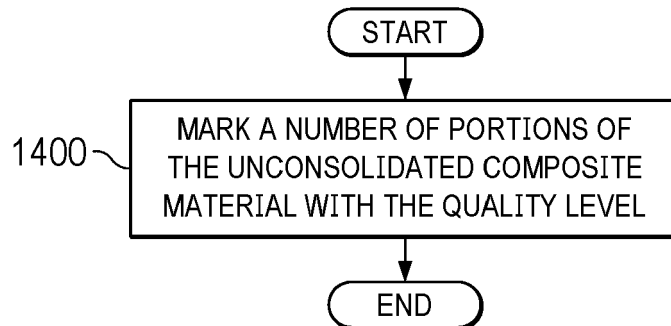 START
1400
MARK A NUMBER OF PORTIONS OF
THE UNCONSOLIDATED COMPOSITE
MATERIAL WITH THE QUALITY LEVEL
END